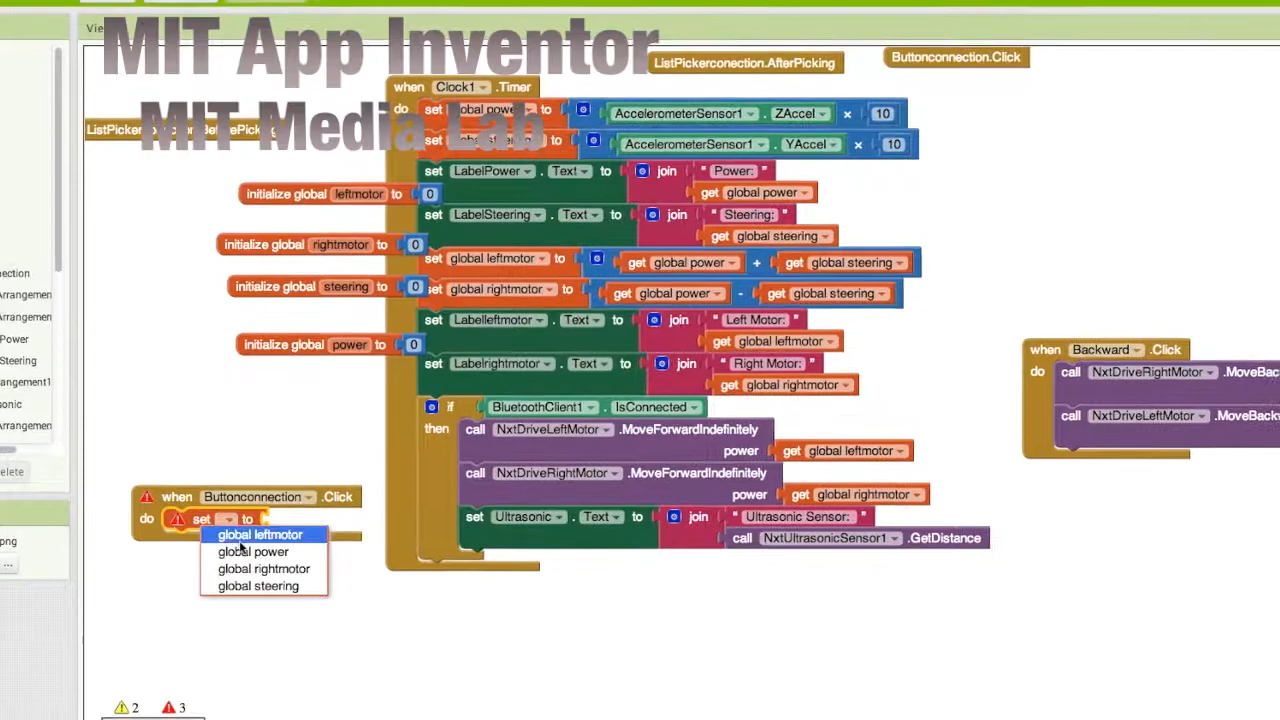 MIT App Inventor
MIT Media Lab
ListPickerconection.AfterPicking
Buttonconnection.Click
when Clock1 .Timer
do set global power to AccelerometerSensor1 . ZAccel × 10
set global steering to AccelerometerSensor1 . YAccel × 10
set LabelPower . Text to join " Power: "
get global power
initialize global leftmotor to 0
set LabelSteering . Text to join " Steering: "
get global steering
initialize global rightmotor to 0
set global leftmotor to get global power + get global steering
initialize global steering to 0
set global rightmotor to get global power - get global steering
set Labelleftmotor . Text to join " Left Motor: "
get global leftmotor
initialize global power to 0
set Labelrightmotor . Text to join " Right Motor: "
get global rightmotor
if BluetoothClient1 . IsConnected
then call NxtDriveLeftMotor .MoveForwardIndefinitely
power get global leftmotor
call NxtDriveRightMotor .MoveForwardIndefinitely
power get global rightmotor
set Ultrasonic . Text to join " Ultrasonic Sensor: "
call NxtUltrasonicSensor1 .GetDistance
when Backward .Click
do call NxtDriveRightMotor .MoveBac
call NxtDriveLeftMotor .MoveBackw
when Buttonconnection .Click
do set to
global leftmotor
global power
global rightmotor
global steering
nection
Arrangemen
Arrangemen
Power
Steering
angement1
sonic
Arrangemen
elete
png
...
2 3